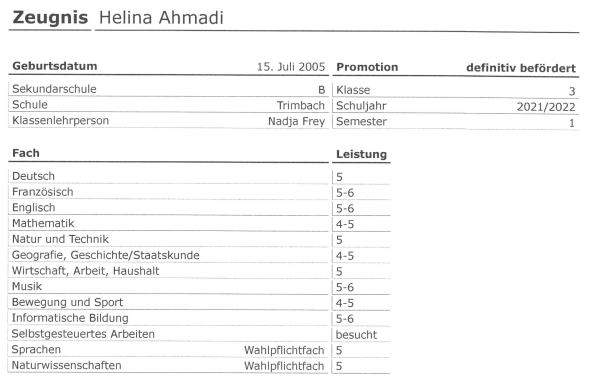 Zeugnis Helina Ahmadi
Geburtsdatum 15. Juli 2005 Promotion definitiv befördert
Sekundarschule B Klasse 3
Schule Trimbach Schuljahr 2021/2022
Klassenlehrperson Nadja Frey Semester 1
Fach Leistung
Deutsch 5
Französisch 5-6
Englisch 5-6
Mathematik 4-5
Natur und Technik 5
Geografie, Geschichte/Staatskunde 4-5
Wirtschaft, Arbeit, Haushalt 5
Musik 5-6
Bewegung und Sport 4-5
Informatische Bildung 5-6
Selbstgesteuertes Arbeiten besucht
Sprachen Wahlpflichtfach 5
Naturwissenschaften Wahlpflichtfach 5